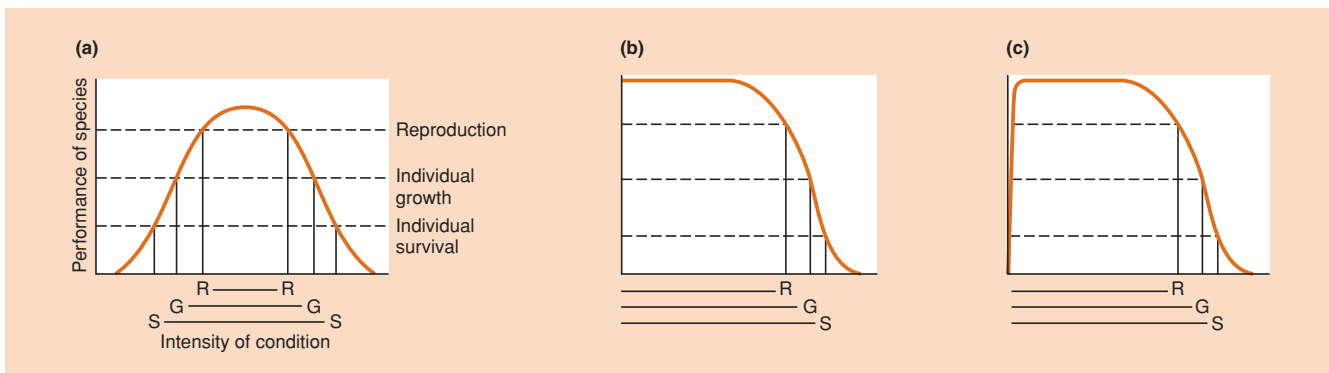 (a)
Performance of species
Reproduction
Individual
growth
Individual
survival
R R
G G
S S
Intensity of condition
(b)
R
G
S
(c)
R
G
S